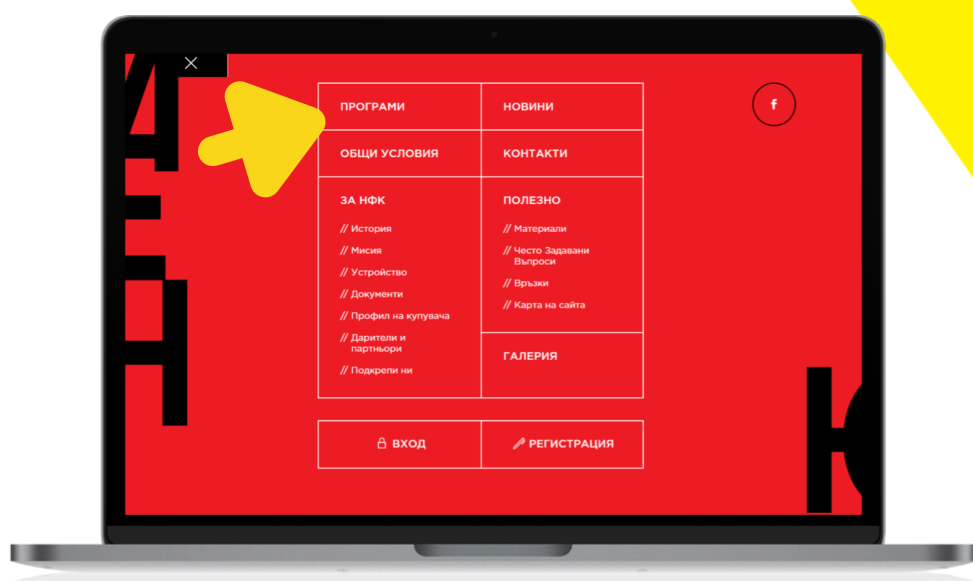 ПРОГРАМИ
НОВИНИ
ОБЩИ УСЛОВИЯ
КОНТАКТИ
ЗА НФК
// История
// Мисия
// Устройство
// Документи
// Профил на купувача
// Дарители и
партньори
// Подкрепи ни
ПОЛЕЗНО
// Материали
// Често Задавани
Въпроси
// Връзки
// Карта на сайта
ГАЛЕРИЯ
ВХОД
РЕГИСТРАЦИЯ
f